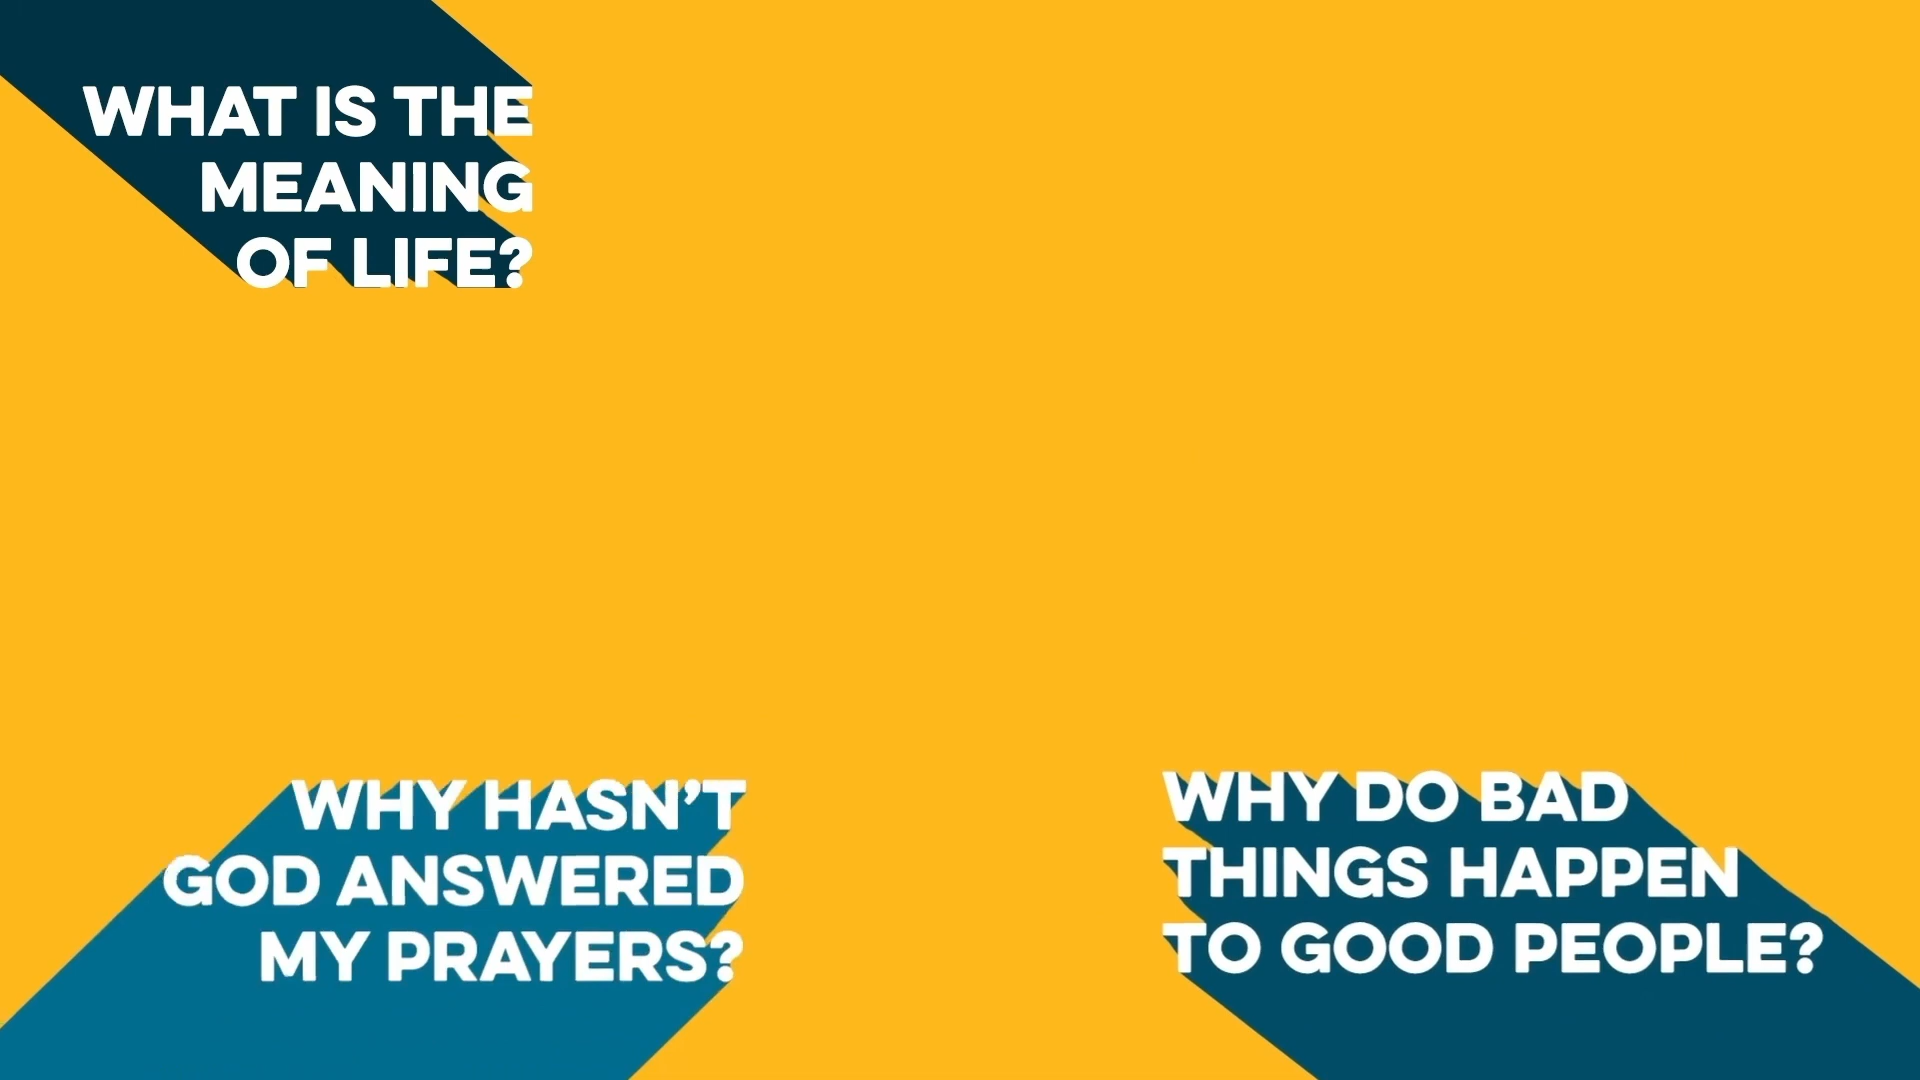 WHAT IS THE
MEANING
OF LIFE?
WHY HASN’T
GOD ANSWERED
MY PRAYERS?
WHY DO BAD
THINGS HAPPEN
TO GOOD PEOPLE?